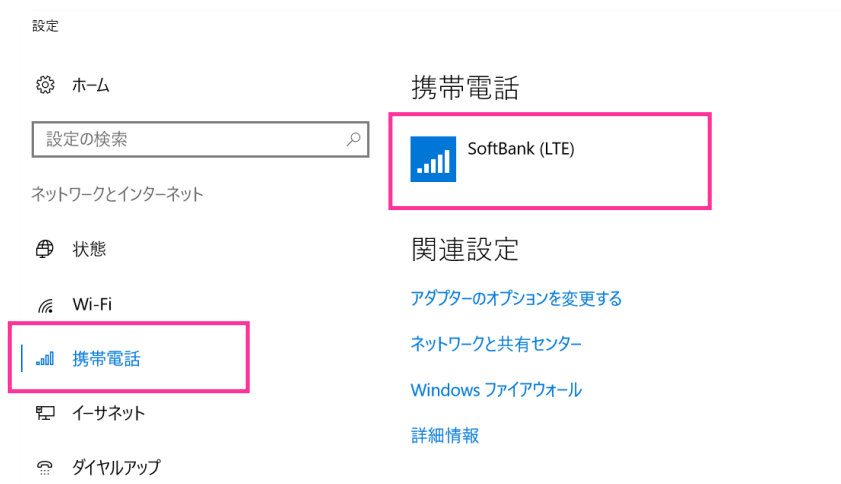 設定
ホーム
設定の検索
ネットワークとインターネット
状態
Wi-Fi
携帯電話
イーサネット
ダイヤルアップ
携帯電話
SoftBank (LTE)
関連設定
アダプターのオプションを変更する
ネットワークと共有センター
Windows ファイアウォール
詳細情報